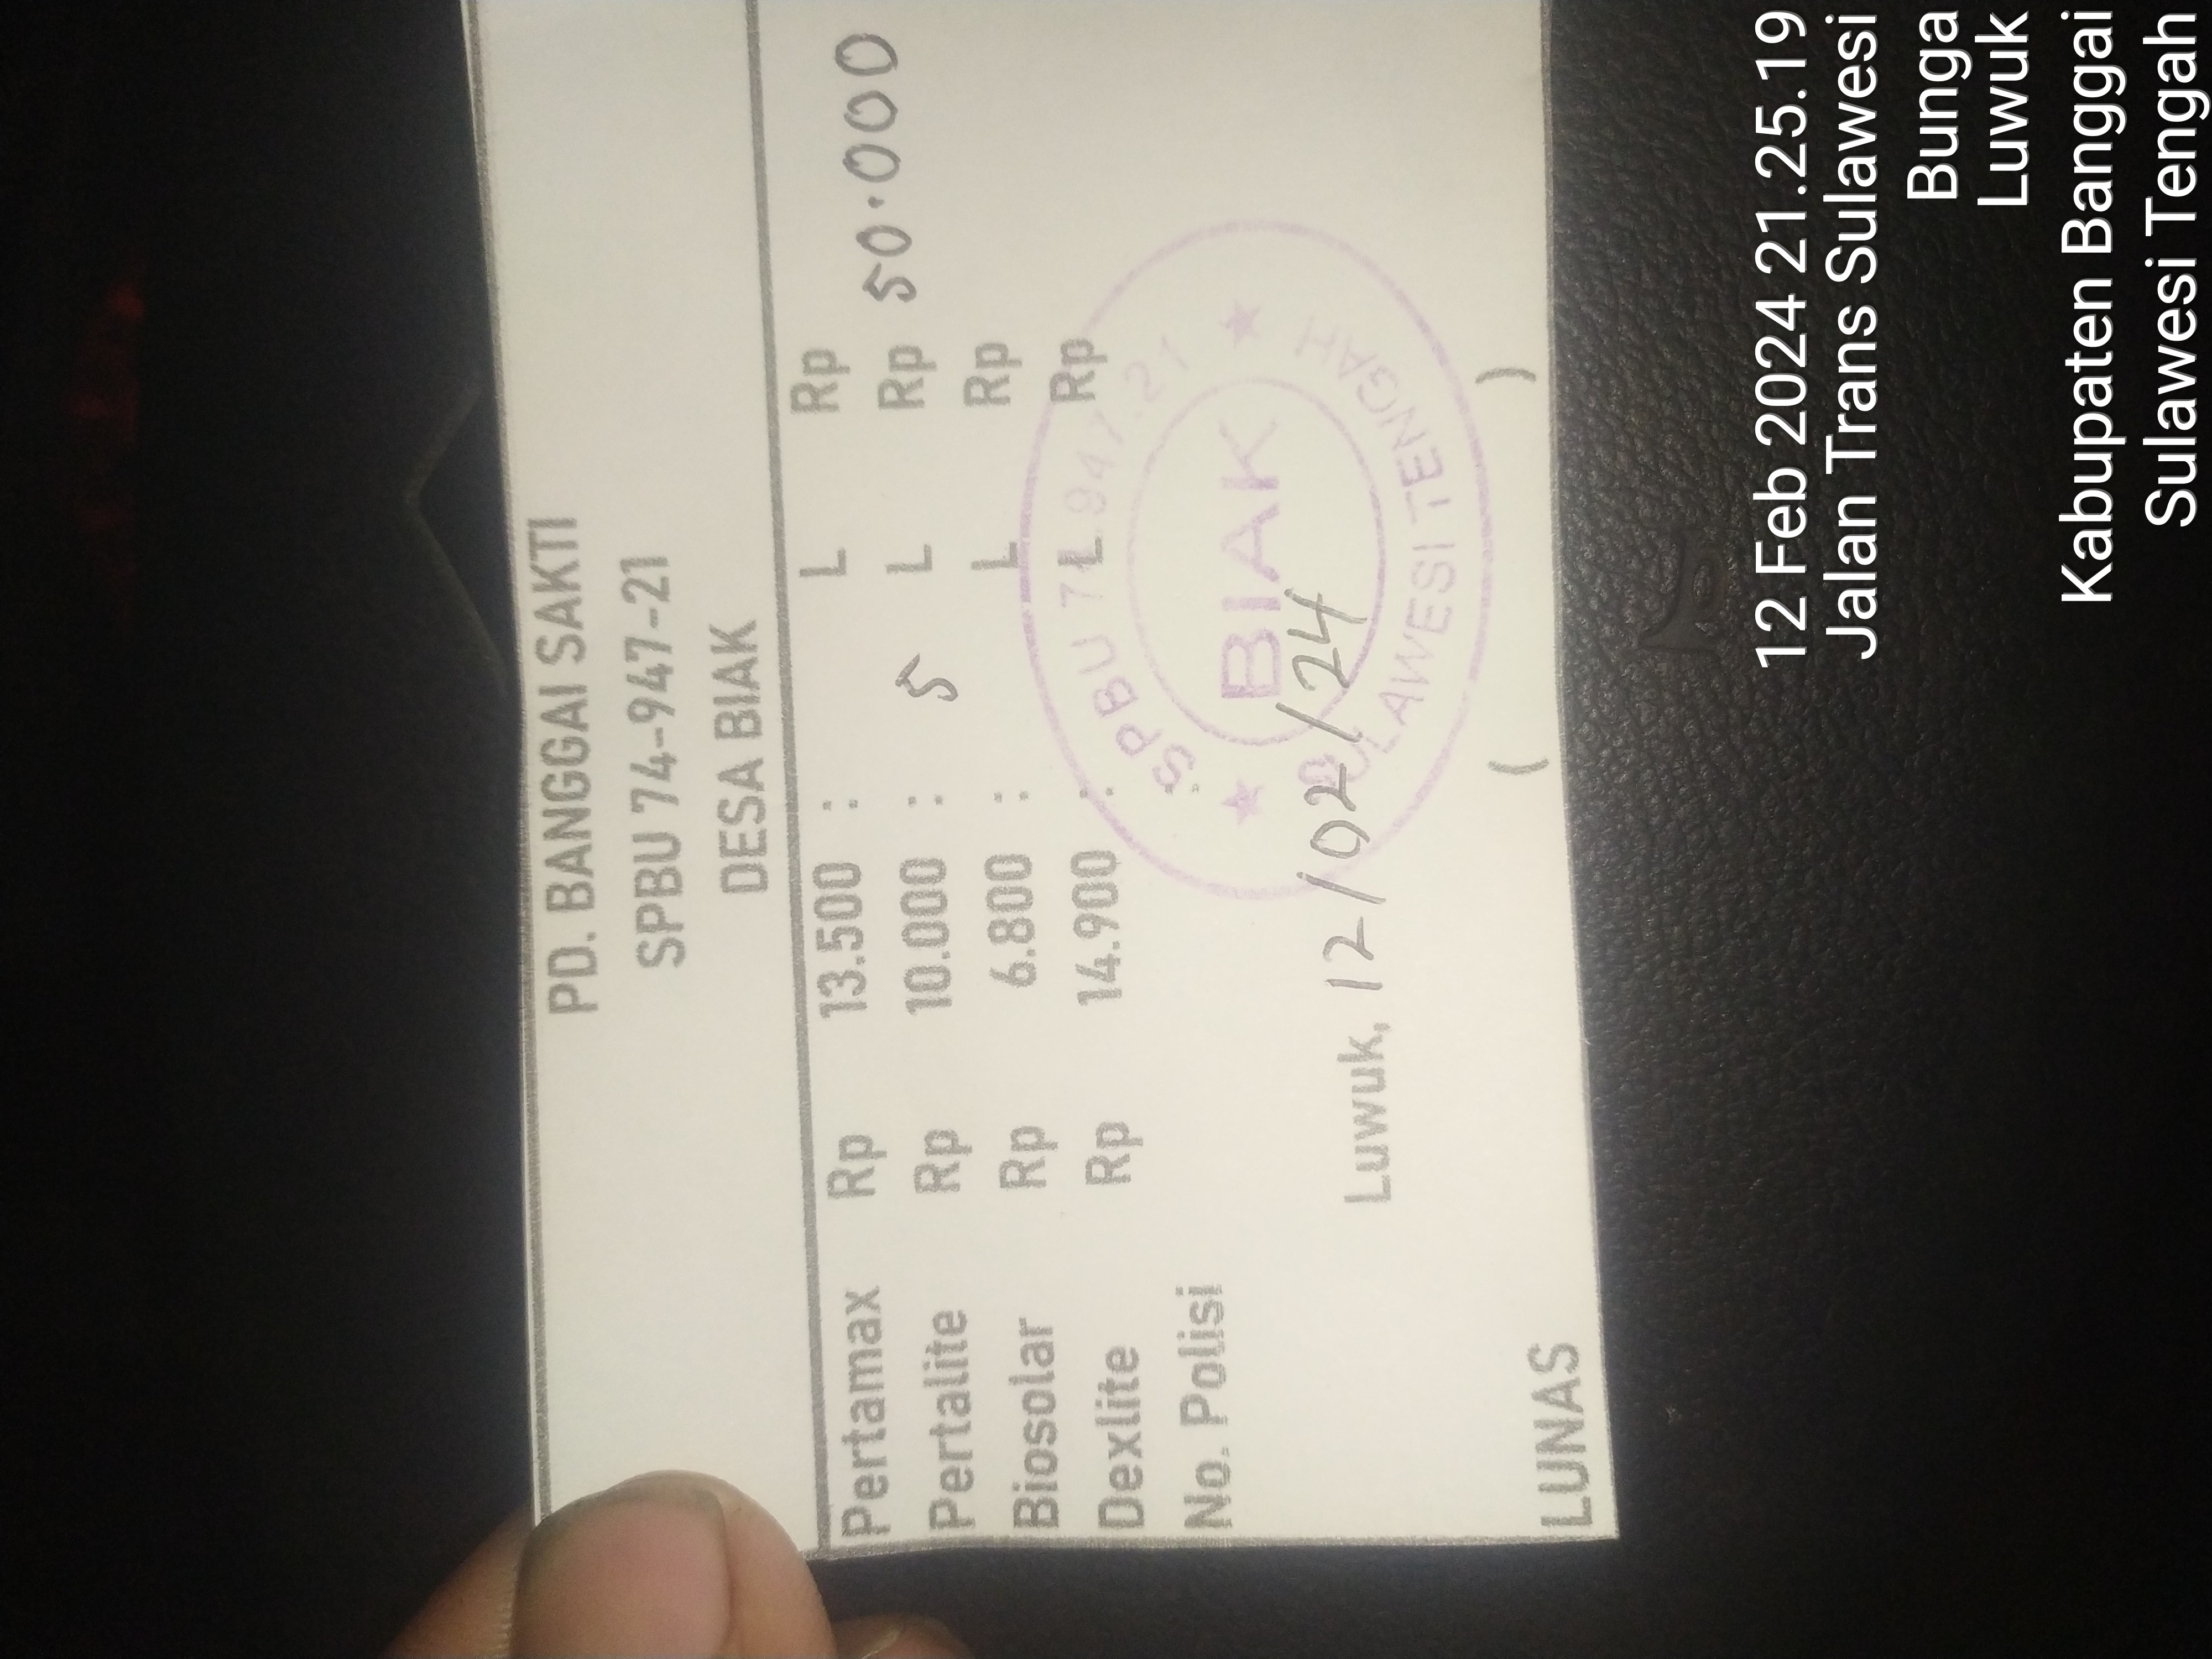 PD. BANGGAI SAKTI
SPBU 74-947-21
DESA BIAK
Pertamax Rp 13.500 : L Rp
Pertalite Rp 10.000 : 5 L Rp 50.000
Biosolar Rp 6.800 : L Rp
Dexlite Rp 14.900 : L Rp
No. Polisi :
SPBU 74.947.21
BIAK
SULAWESI TENGAH
Luwuk, 12/02/24
LUNAS ( )
12 Feb 2024 21.25.19
Jalan Trans Sulawesi
Bunga
Luwuk
Kabupaten Banggai
Sulawesi Tengah